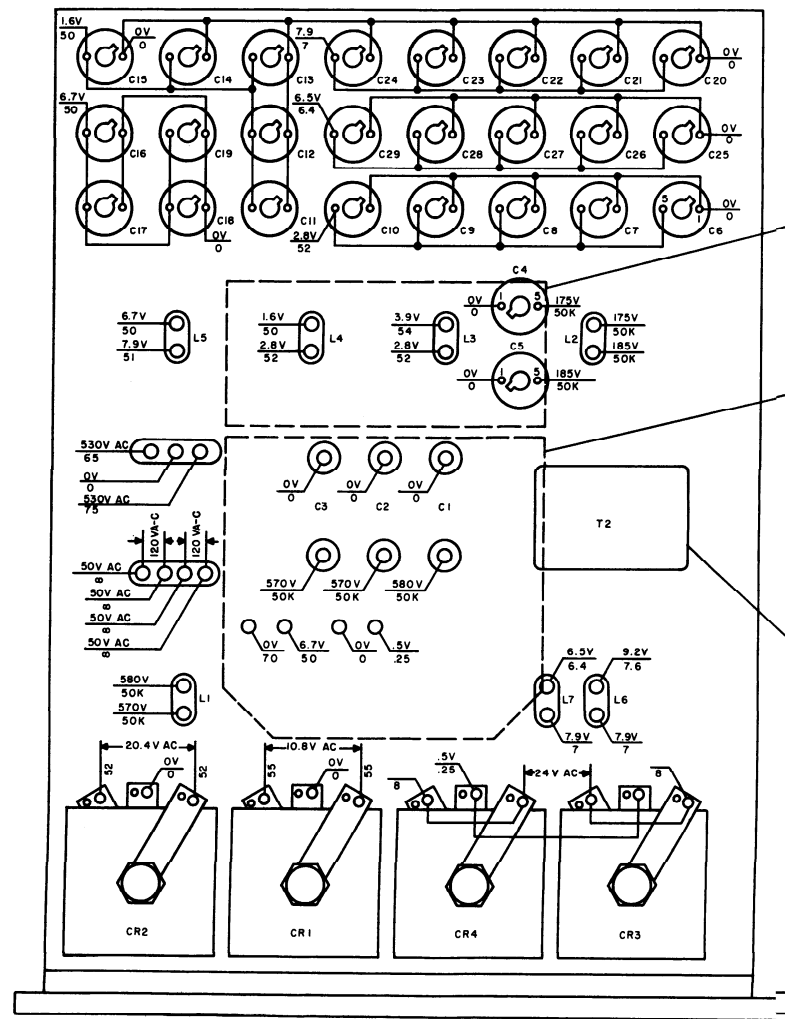 1.6V
50
0V
0
C15
C14
C13
7.9
7
C24
C23
C22
C21
C20
0V
0
6.7V
50
C16
C19
C12
6.5V
6.4
C29
C28
C27
C26
C25
0V
0
C17
C18
0V
0
C11
2.8V
52
C10
C9
C8
C7
5
1
C6
0V
0
C4
0V
0
1
5
175V
50K
6.7V
50
7.9V
51
L5
1.6V
50
2.8V
52
L4
3.9V
54
2.8V
52
L3
175V
50K
185V
50K
L2
C5
0V
0
1
5
185V
50K
530V AC
65
0V
0
530V AC
75
0V
0
C3
0V
0
C2
0V
0
C1
T2
120 VA-C
120 VA-C
50V AC
8
50V AC
8
50V AC
8
50V AC
8
570V
50K
570V
50K
580V
50K
0V
70
6.7V
50
0V
0
.5V
.25
580V
50K
570V
50K
L1
6.5V
6.4
9.2V
7.6
L7
L6
7.9V
7
7.9V
7
20.4V AC
52
0V
0
52
10.8V AC
55
0V
0
55
.5V
.25
8
24V AC
8
CR2
CR1
CR4
CR3